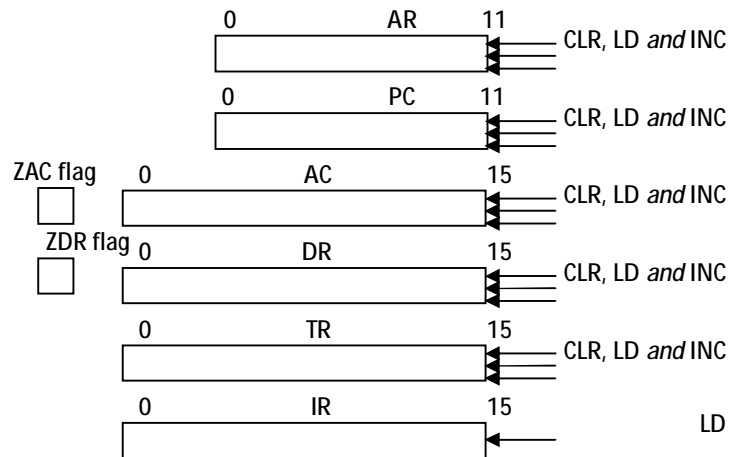 0 AR 11
CLR, LD and INC
0 PC 11
CLR, LD and INC
ZAC flag
0 AC 15
CLR, LD and INC
ZDR flag
0 DR 15
CLR, LD and INC
0 TR 15
CLR, LD and INC
0 IR 15
LD